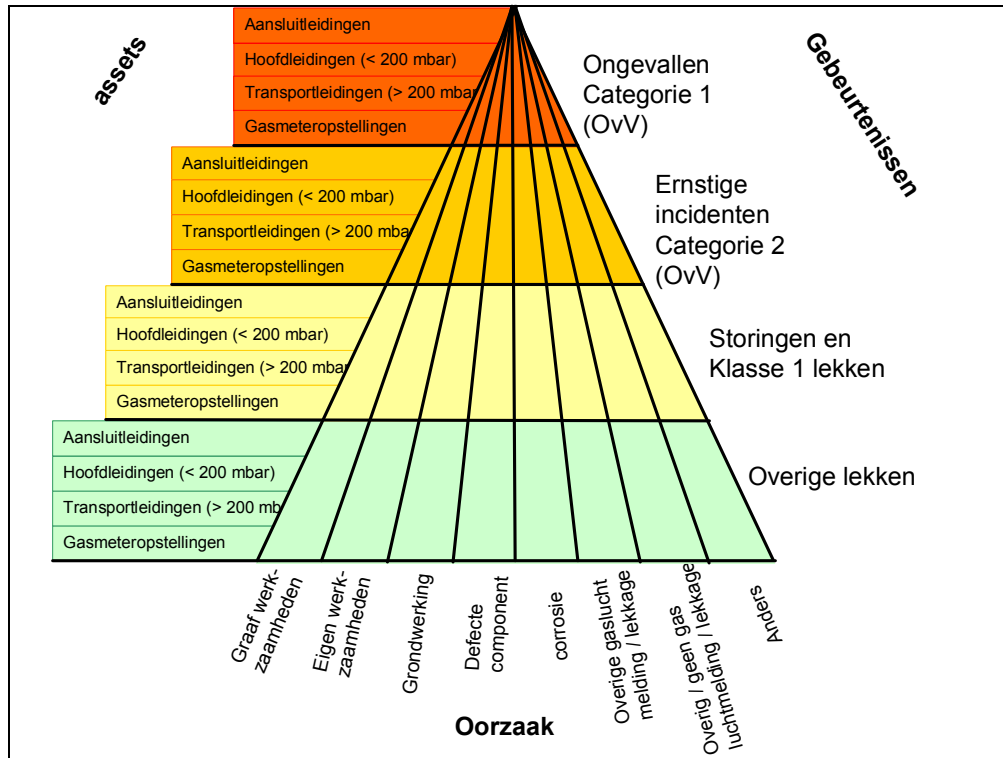 assets
Gebeurtenissen
Aansluitleidingen
Hoofdleidingen (< 200 mbar)
Transportleidingen (> 200 mbar
Gasmeteropstellingen
Ongevallen
Categorie 1
(OvV)
Aansluitleidingen
Hoofdleidingen (< 200 mbar)
Transportleidingen (> 200 mba
Gasmeteropstellingen
Ernstige
incidenten
Categorie 2
(OvV)
Aansluitleidingen
Hoofdleidingen (< 200 mbar)
Transportleidingen (> 200 mba
Gasmeteropstellingen
Storingen en
Klasse 1 lekken
Aansluitleidingen
Hoofdleidingen (< 200 mbar)
Transportleidingen (> 200 mb
Gasmeteropstellingen
Overige lekken
Graaf werk-
zaamheden
Eigen werk-
zaamheden
Grondwerking
Defecte
component
corrosie
Overige gaslucht
melding / lekkage
Overig / geen gas
luchtmelding / lekkage
Anders
Oorzaak